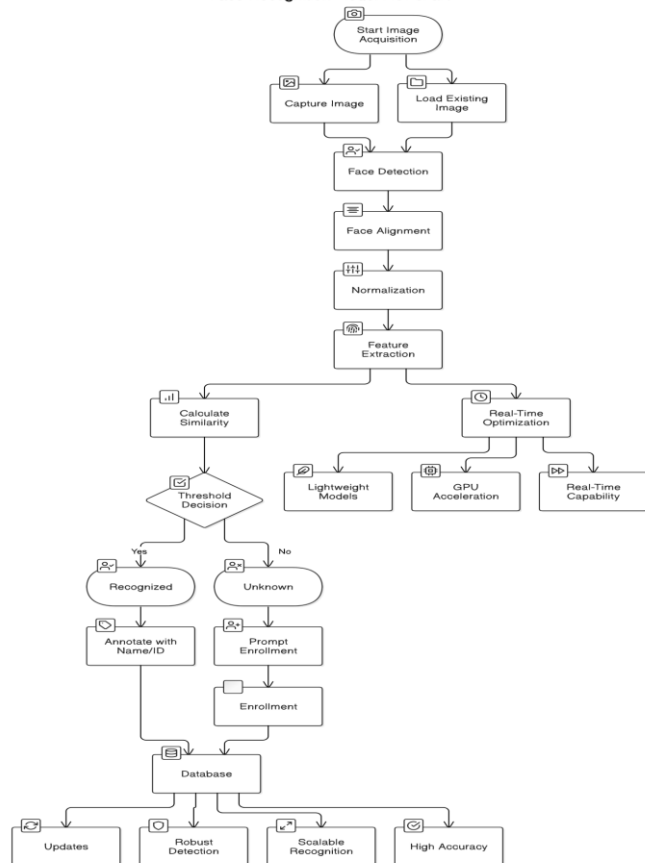 Start Image
Acquisition
Capture Image
Load Existing
Image
Face Detection
Face Alignment
Normalization
Feature
Extraction
Calculate
Similarity
Real-Time
Optimization
Threshold
Decision
Lightweight
Models
GPU
Acceleration
Real-Time
Capability
Yes
No
Recognized
Unknown
Annotate with
Name/ID
Prompt
Enrollment
Enrollment
Database
Updates
Robust
Detection
Scalable
Recognition
High Accuracy